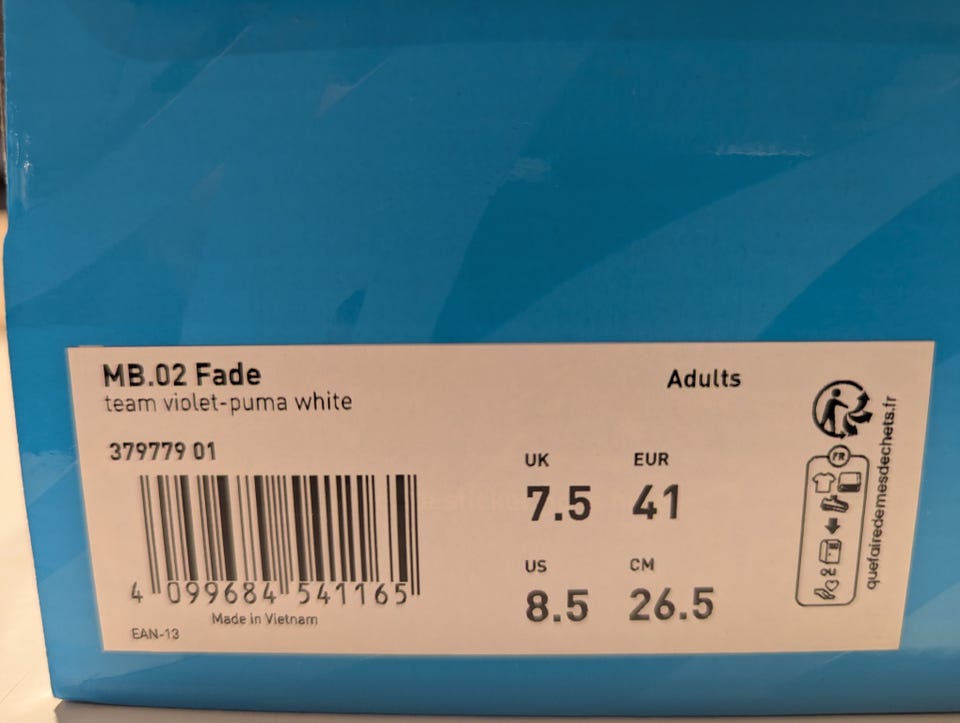 MB.02 Fade
team violet-puma white
Adults
379779 01
4 099684 541165
Made in Vietnam
EAN-13
UK
7.5
EUR
41
US
8.5
CM
26.5
FR
quefairedemesdechets.fr